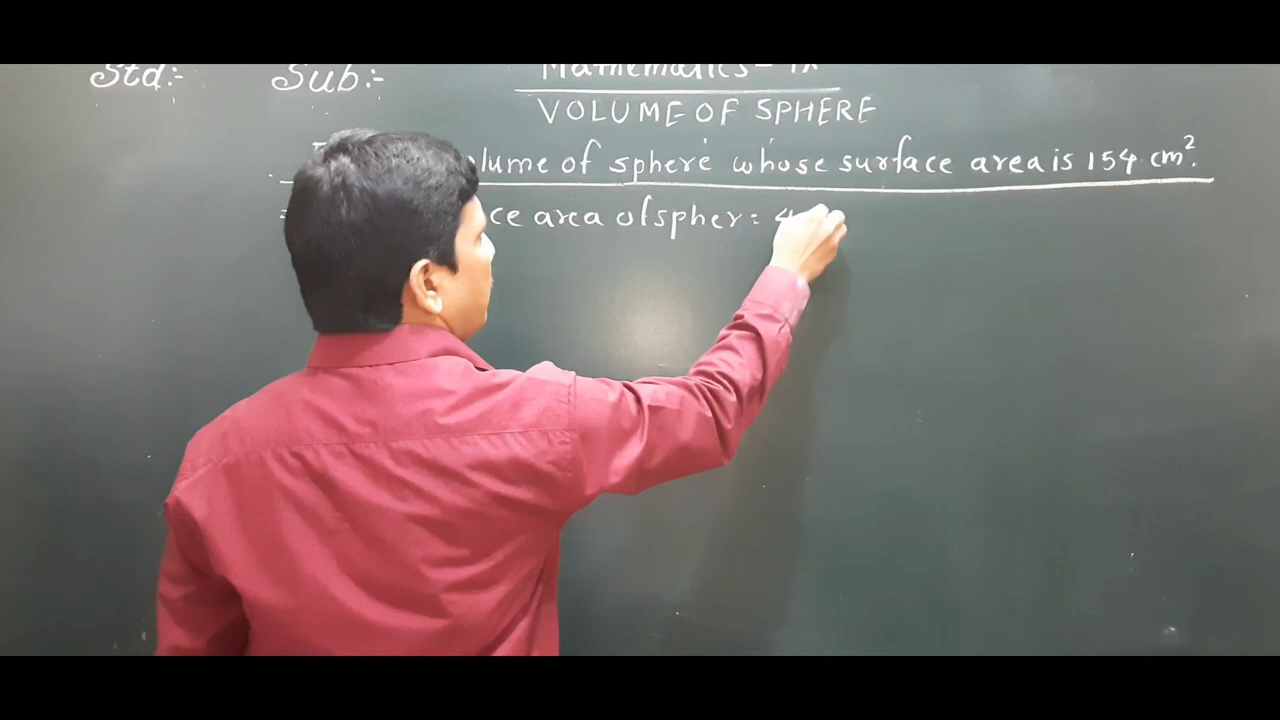 Std:- Sub:- Mathematics - IX
VOLUME OF SPHERE
lume of sphere whose surface area is 154 cm².
ce area of spher = 4